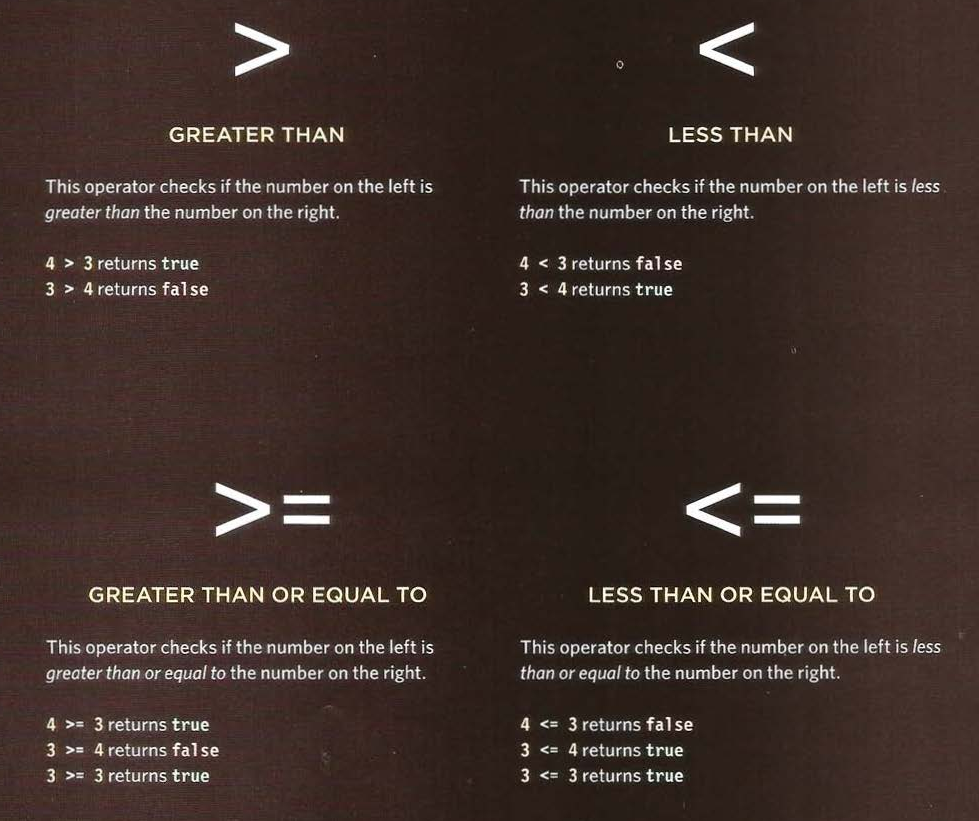 >
GREATER THAN
This operator checks if the number on the left is
greater than the number on the right.
4 > 3 returns true
3 > 4 returns false
<
LESS THAN
This operator checks if the number on the left is less
than the number on the right.
4 < 3 returns false
3 < 4 returns true
>=
GREATER THAN OR EQUAL TO
This operator checks if the number on the left is
greater than or equal to the number on the right.
4 >= 3 returns true
3 >= 4 returns false
3 >= 3 returns true
<=
LESS THAN OR EQUAL TO
This operator checks if the number on the left is less
than or equal to the number on the right.
4 <= 3 returns false
3 <= 4 returns true
3 <= 3 returns true